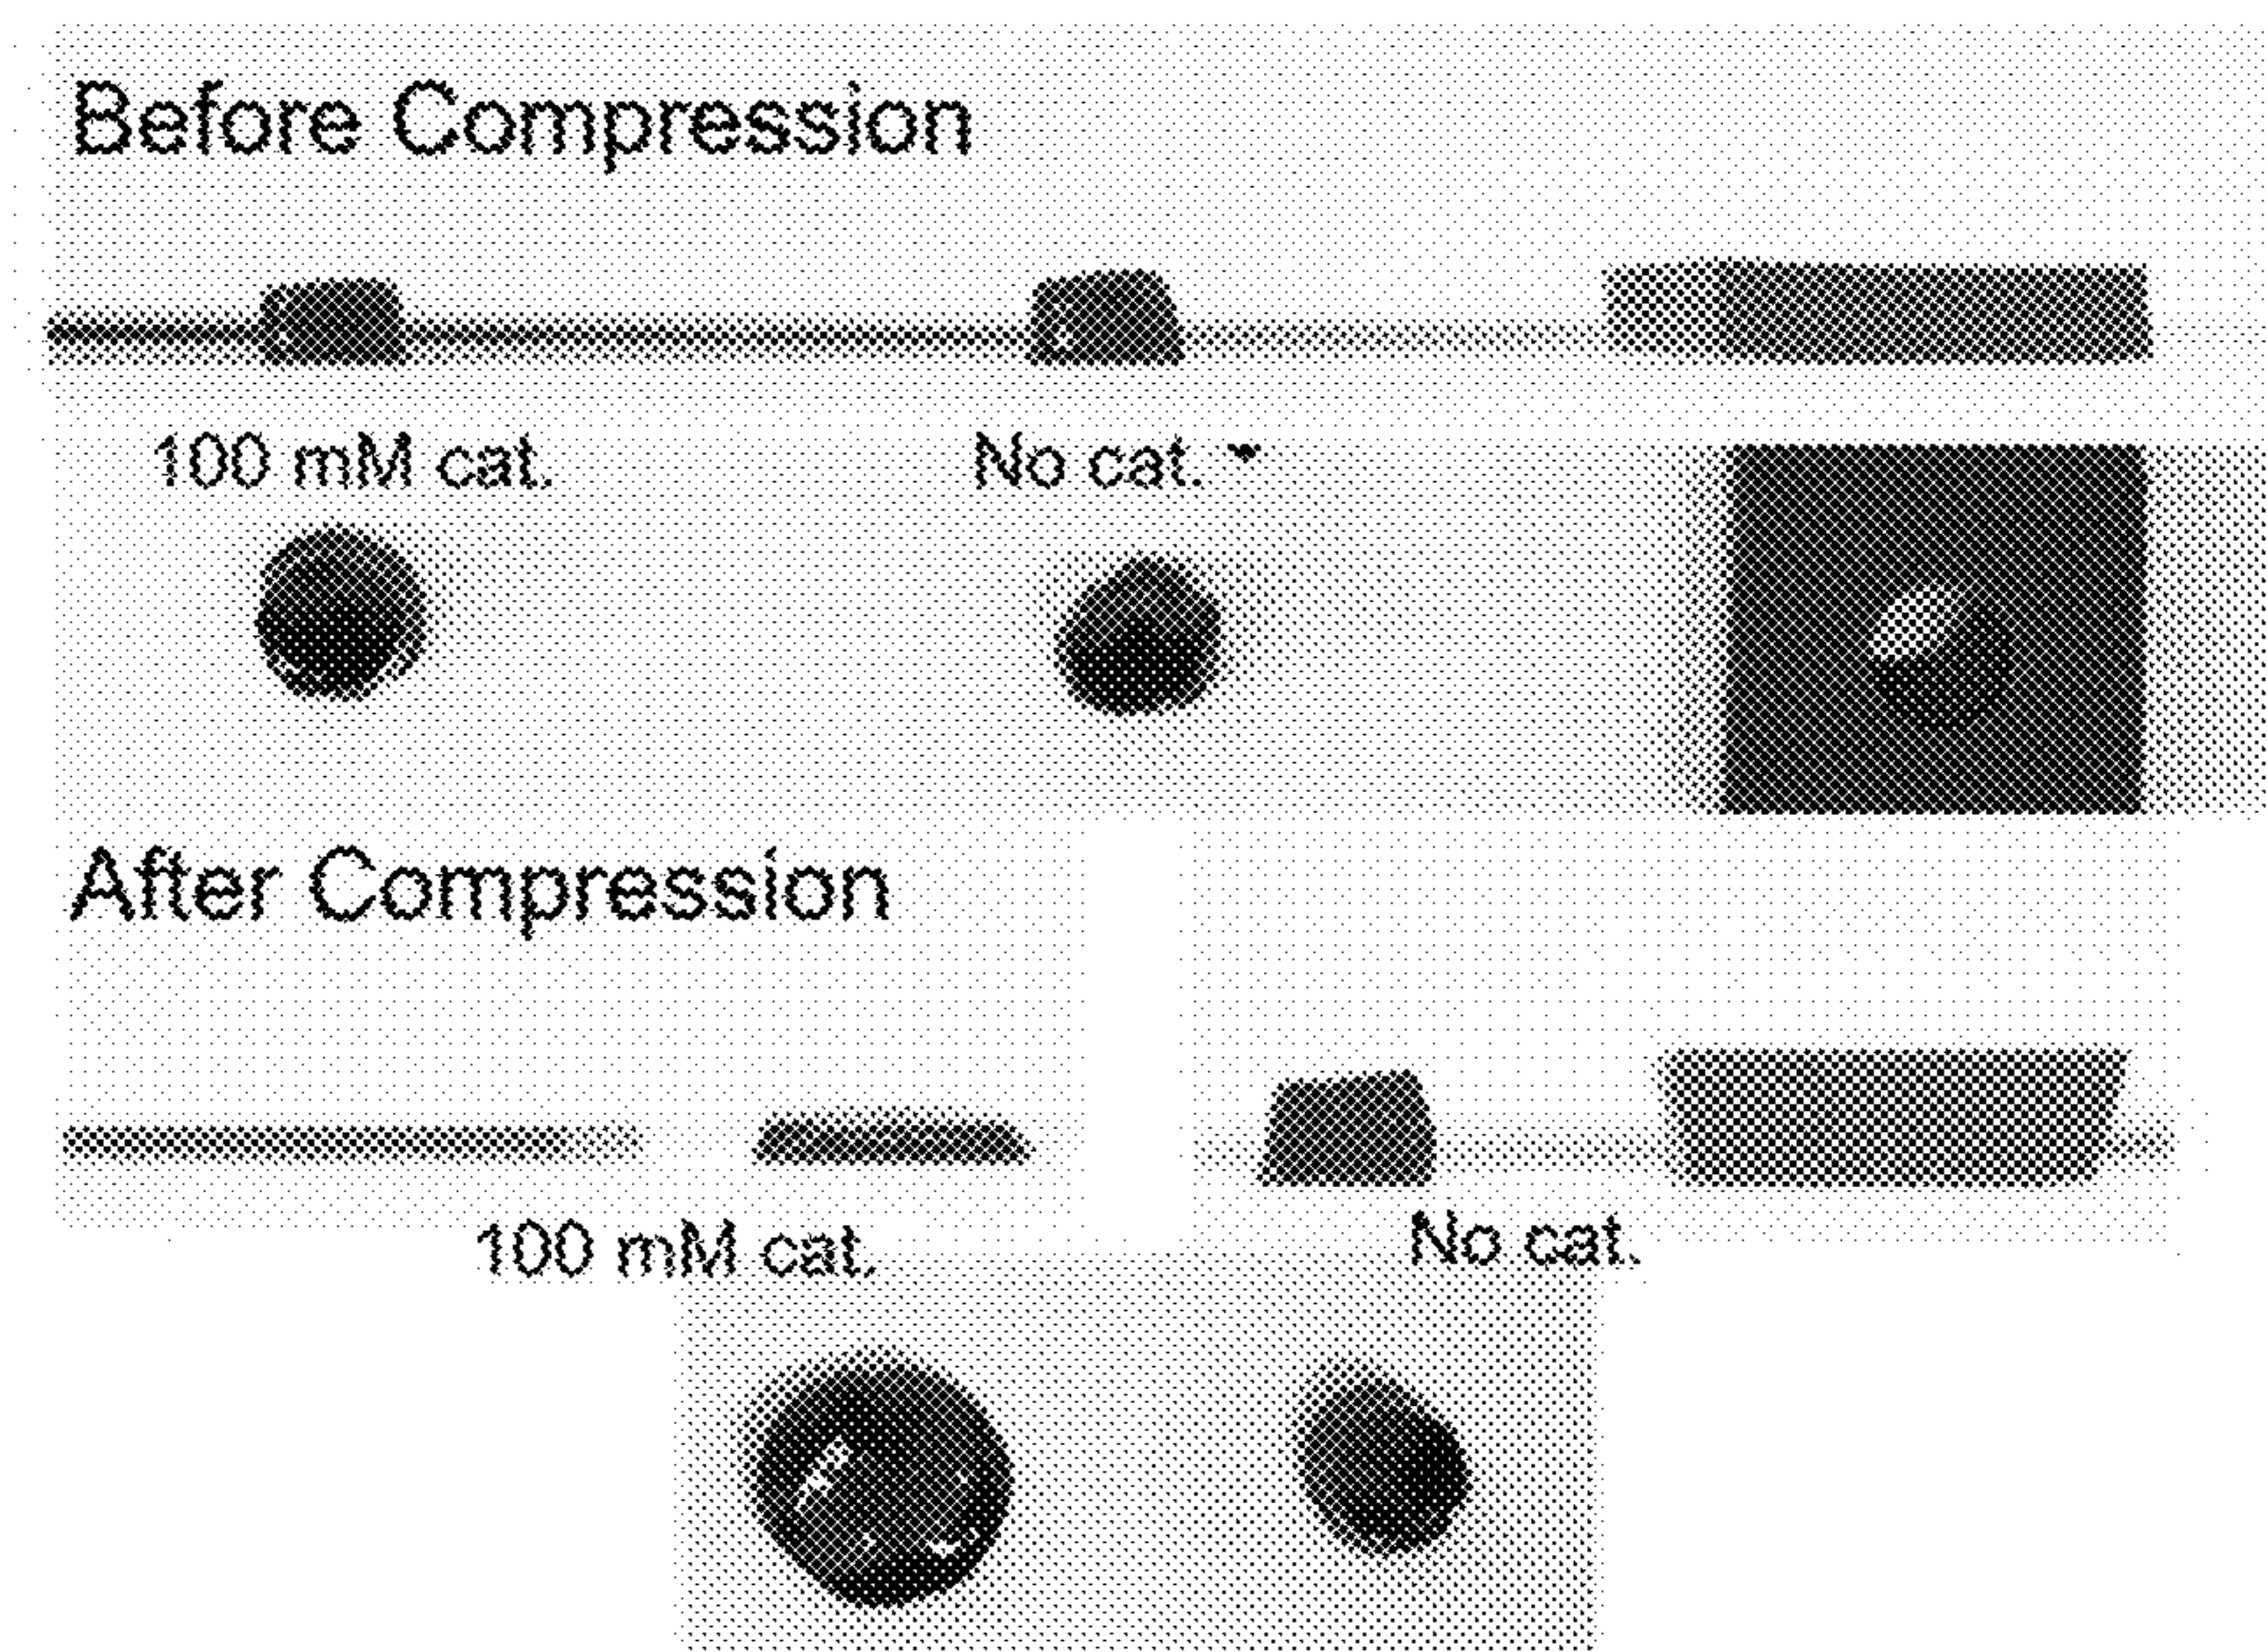 Before Compression
100 mM cat.
No cat.
After Compression
100 mM cat.
No cat.